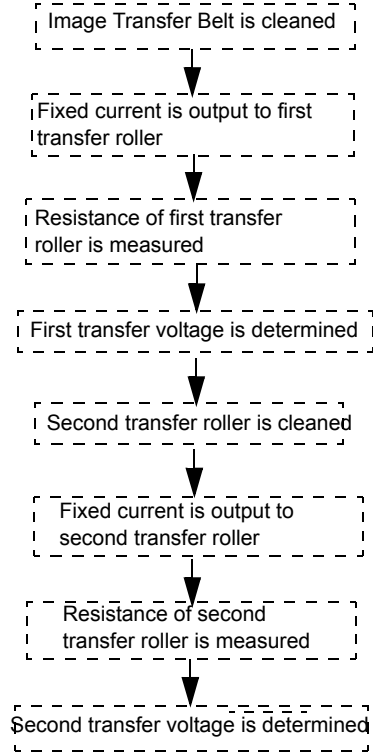 Image Transfer Belt is cleaned
Fixed current is output to first
transfer roller
Resistance of first transfer
roller is measured
First transfer voltage is determined
Second transfer roller is cleaned
Fixed current is output to
second transfer roller
Resistance of second
transfer roller is measured
Second transfer voltage is determined